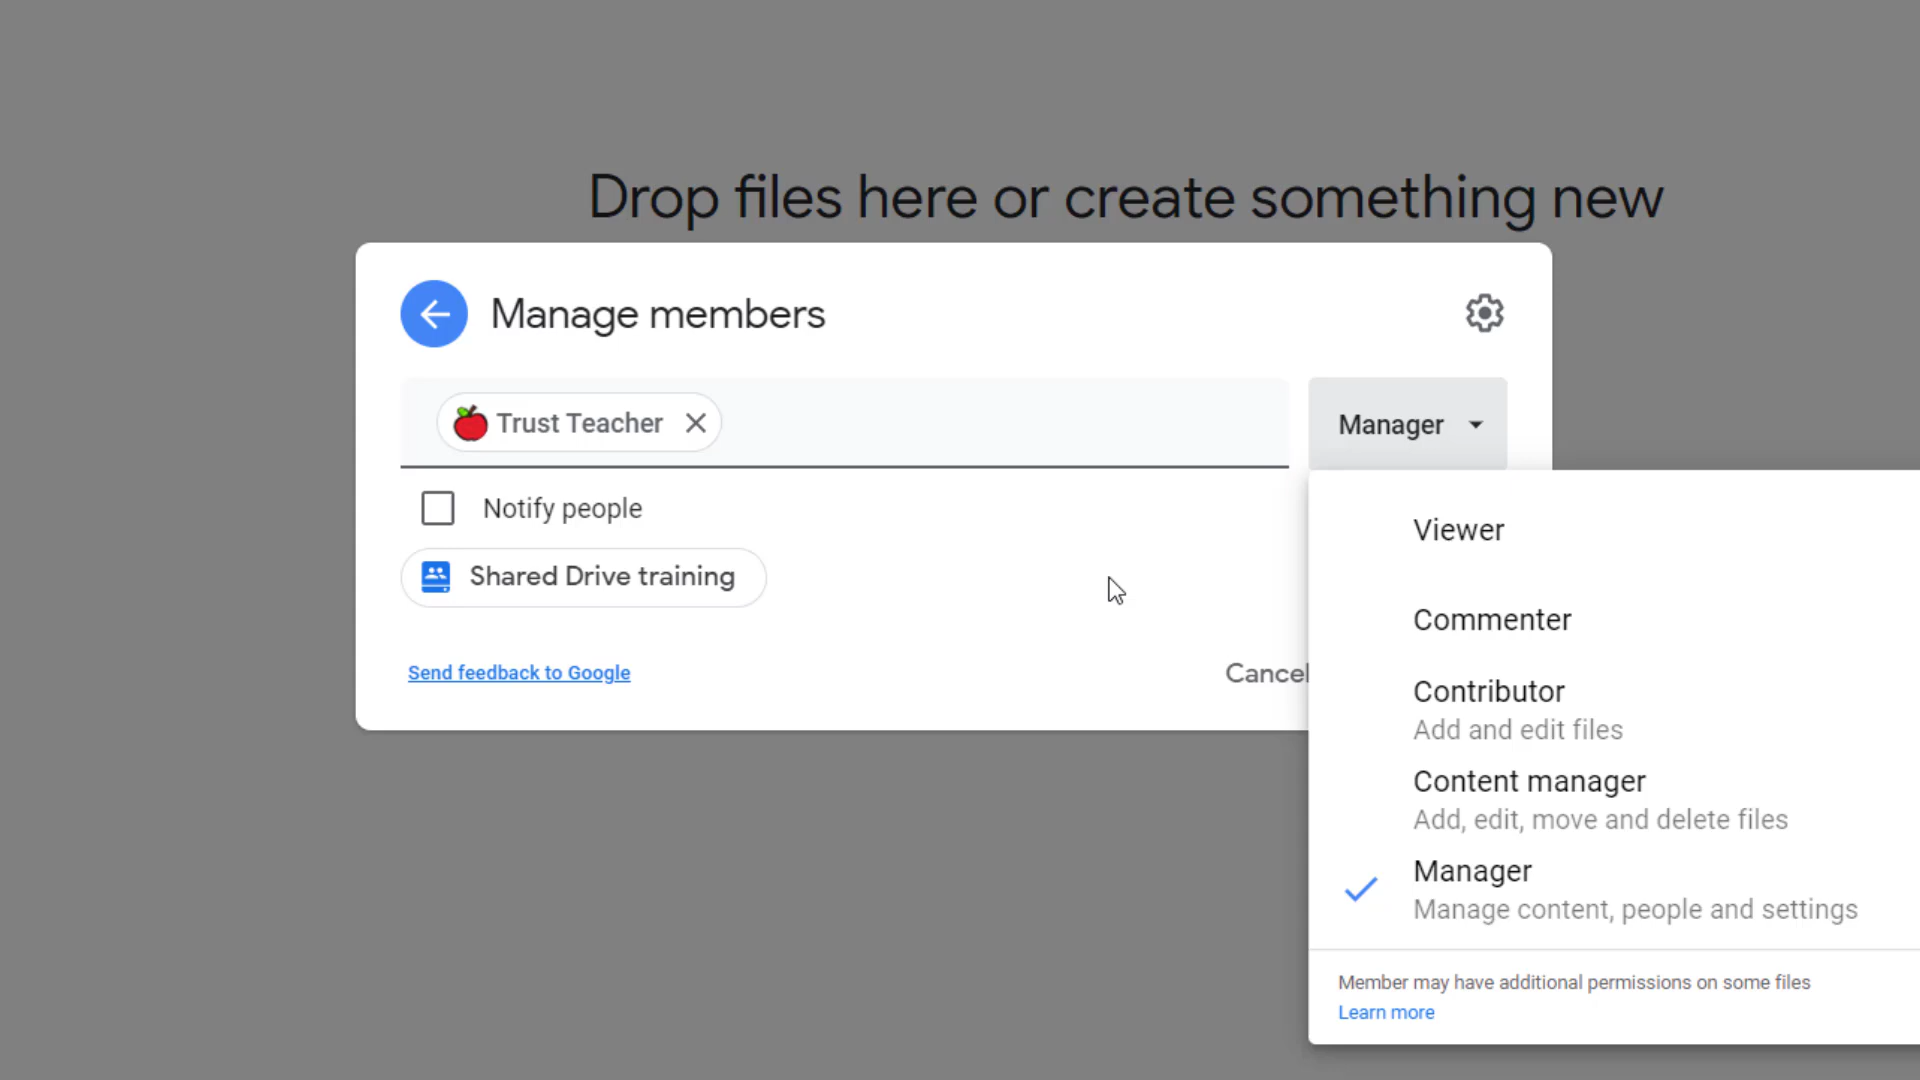 Drop files here or create something new
Manage members
Trust Teacher
Manager
Notify people
Shared Drive training
Send feedback to Google
Cancel
Viewer
Commenter
Contributor
Add and edit files
Content manager
Add, edit, move and delete files
Manager
Manage content, people and settings
Member may have additional permissions on some files
Learn more